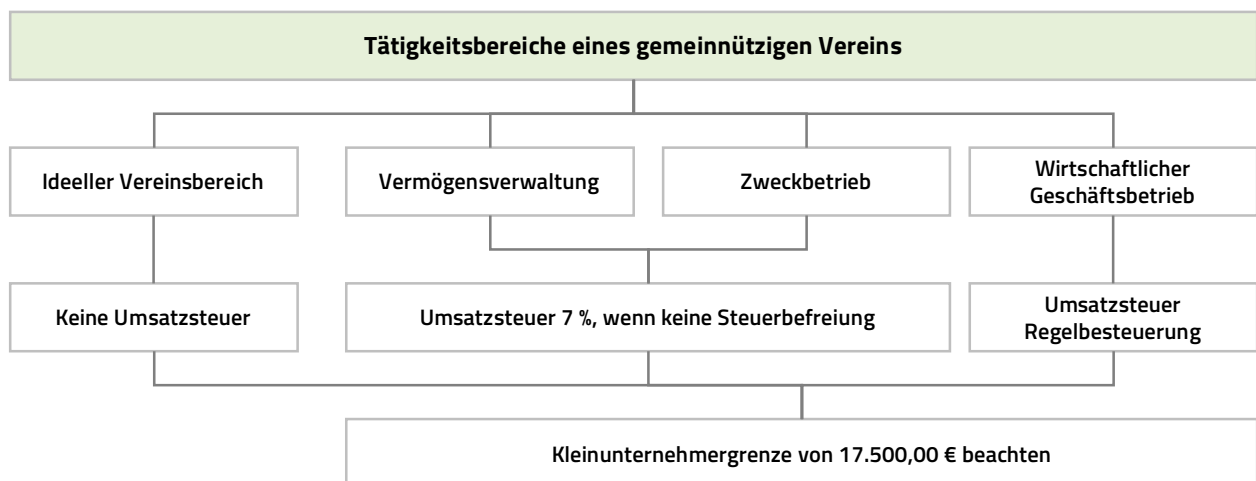 Tätigkeitsbereiche eines gemeinnützigen Vereins
Ideeller Vereinsbereich
Vermögensverwaltung
Zweckbetrieb
Wirtschaftlicher
Geschäftsbetrieb
Keine Umsatzsteuer
Umsatzsteuer 7 %, wenn keine Steuerbefreiung
Umsatzsteuer
Regelbesteuerung
Kleinunternehmergrenze von 17.500,00 € beachten